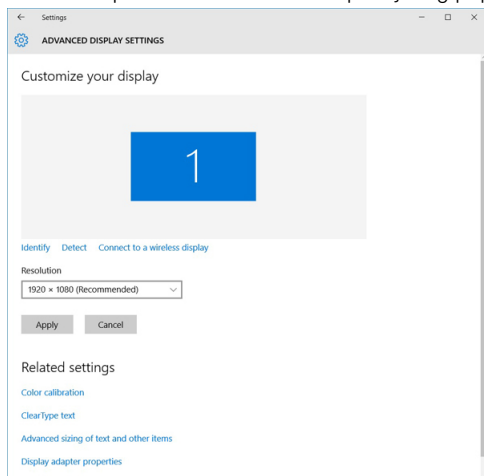 Settings
ADVANCED DISPLAY SETTINGS
Customize your display
1
Identify Detect Connect to a wireless display
Resolution
1920 × 1080 (Recommended)
Apply Cancel
Related settings
Color calibration
ClearType text
Advanced sizing of text and other items
Display adapter properties